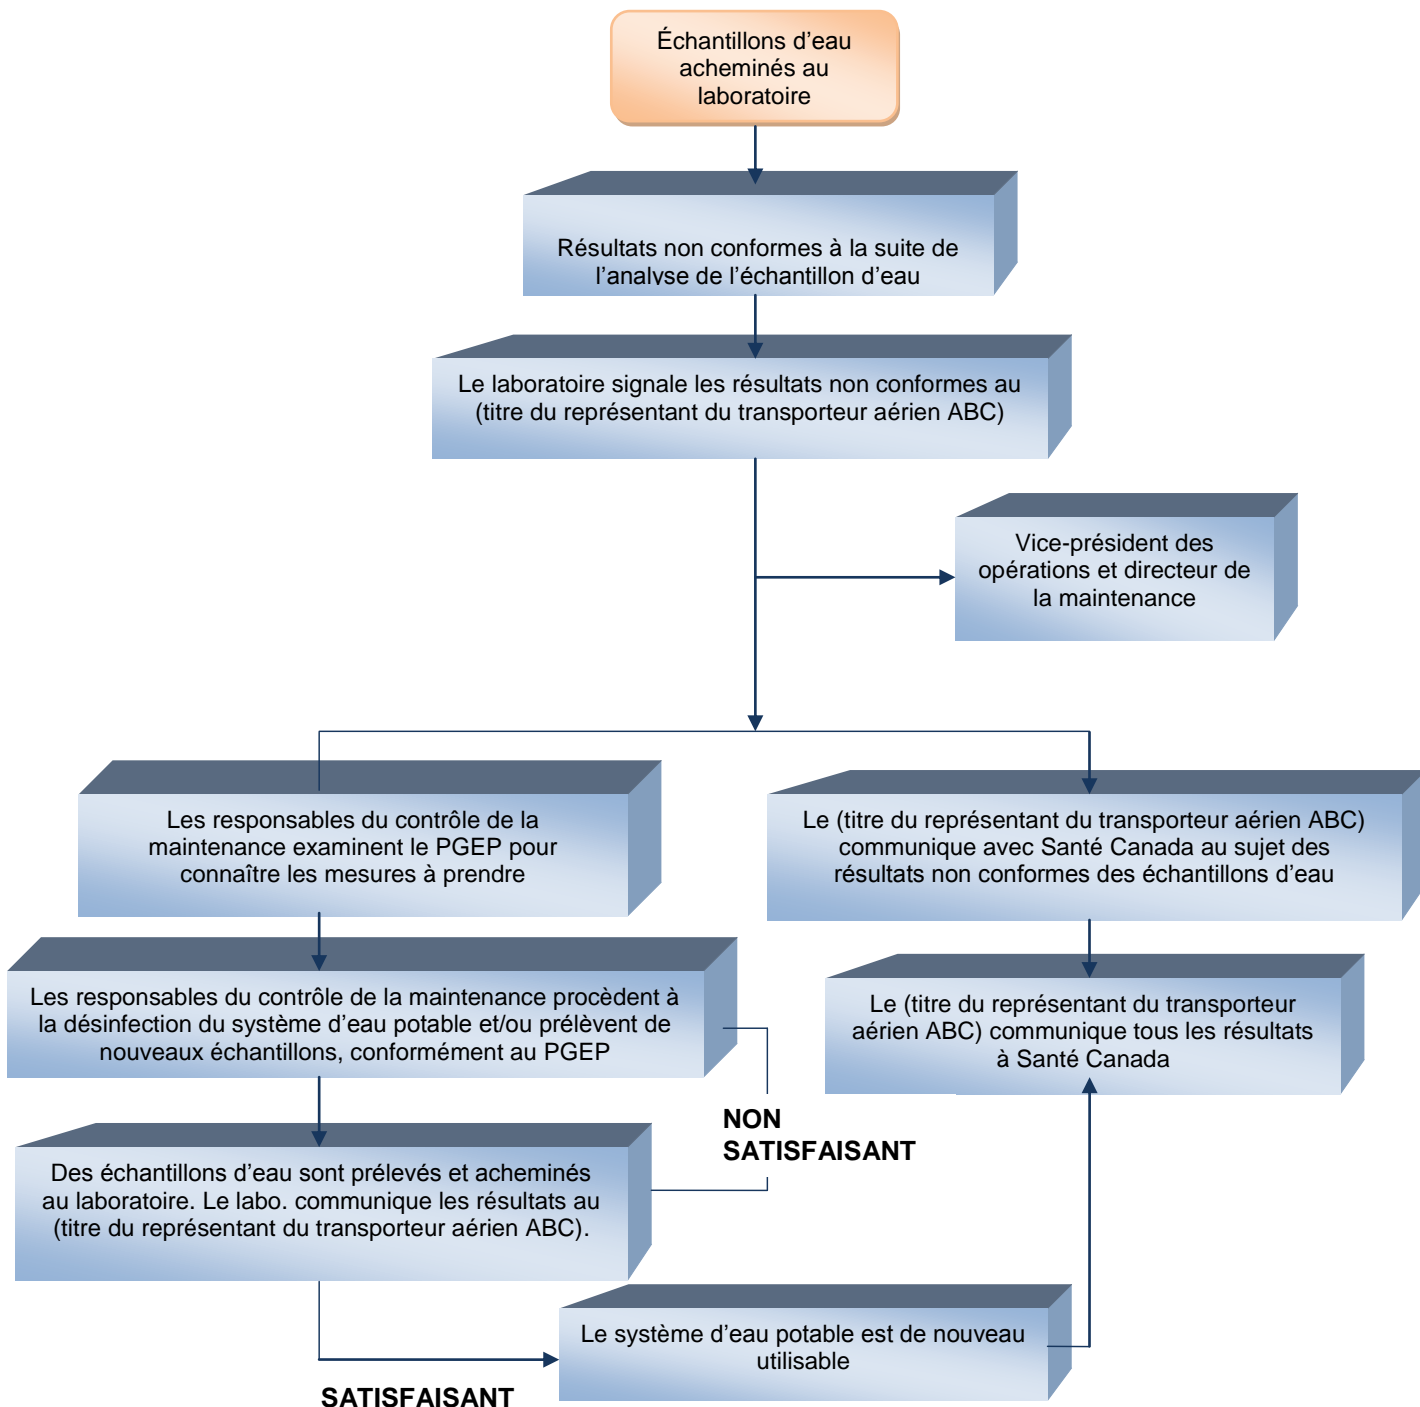 Échantillons d’eau
acheminés au
laboratoire
Résultats non conformes à la suite de
l’analyse de l’échantillon d’eau
Le laboratoire signale les résultats non conformes au
(titre du représentant du transporteur aérien ABC)
Vice-président des
opérations et directeur de
la maintenance
Les responsables du contrôle de la
maintenance examinent le PGEP pour
connaître les mesures à prendre
Le (titre du représentant du transporteur aérien ABC)
communique avec Santé Canada au sujet des
résultats non conformes des échantillons d’eau
Les responsables du contrôle de la maintenance procèdent à
la désinfection du système d’eau potable et/ou prélèvent de
nouveaux échantillons, conformément au PGEP
Le (titre du représentant du transporteur
aérien ABC) communique tous les résultats
à Santé Canada
NON
SATISFAISANT
Des échantillons d’eau sont prélevés et acheminés
au laboratoire. Le labo. communique les résultats au
(titre du représentant du transporteur aérien ABC).
Le système d’eau potable est de nouveau
utilisable
SATISFAISANT